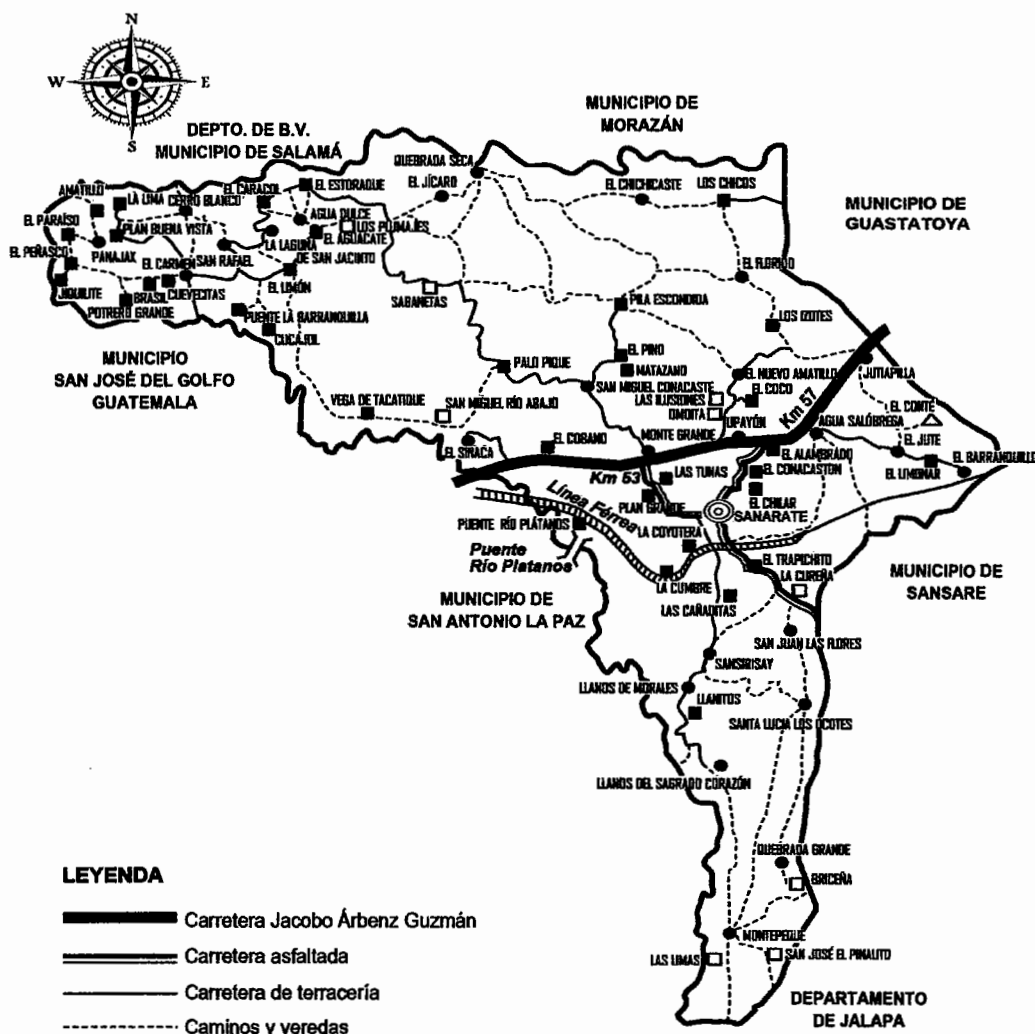 N
W
E
S
DEPTO. DE B.V.
MUNICIPIO DE SALAMÁ
MUNICIPIO DE
MORAZÁN
MUNICIPIO DE
GUASTATOYA
QUEBRADA SECA
EL JÍCARO
EL CHICHICASTE
LOS CHICOS
AMATILLO
LA LIMA
CERRO BLANCO
EL CARACOL
EL ESTORAQUE
EL PARAÍSO
PLAN BUENA VISTA
AGUA DULCE
LOS PLUMAJES
EL AGUACATE
EL PEÑASCO
PANAJAX
EL CARMEN
SAN RAFAEL
LA LAGUNA
DE SAN JACINTO
JIQUILITE
BRASIL
CUEVECITAS
EL LIMÓN
POTRERO GRANDE
PUENTE LA BARRANQUILLA
CUCAJOL
SABANETAS
EL FLORIDO
PILA ESCONDIDA
LOS IZOTES
MUNICIPIO
SAN JOSÉ DEL GOLFO
GUATEMALA
EL PINO
MATAZANO
PALO PIQUE
SAN MIGUEL CONACASTE
EL NUEVO AMATILLO
JUTIAPILLA
LAS ILUSIONES
EL COCO
OMOITA
Km 57
VEGA DE TACATIQUE
SAN MIGUEL RÍO ABAJO
EL CONTE
AGUA SALÓBREGA
UPAYÓN
MONTE GRANDE
EL SINACA
EL COBANO
EL JUTE
EL BARRANQUILLO
EL LIMONAR
EL ALAMBRADO
EL CONACASTON
Km 53
LAS TUNAS
Línea Férrea
PLAN GRANDE
EL CHILAR
SANARATE
PUENTE RÍO PLÁTANOS
LA COYOTERA
Puente
Río Platanos
EL TRAPICHITO
LA CUREÑA
LA CUMBRE
LAS CAÑADITAS
MUNICIPIO DE
SAN ANTONIO LA PAZ
MUNICIPIO DE
SANSARE
SAN JUAN LAS FLORES
SANSIRISAY
LLANOS DE MORALES
LLANITOS
SANTA LUCIA LOS OCOTES
LLANOS DEL SAGRADO CORAZÓN
QUEBRADA GRANDE
BRICEÑA
MONTEPEQUE
LAS LIMAS
SAN JOSÉ EL PINALITO
DEPARTAMENTO
DE JALAPA
LEYENDA
Carretera Jacobo Árbenz Guzmán
Carretera asfaltada
Carretera de terracería
Caminos y veredas